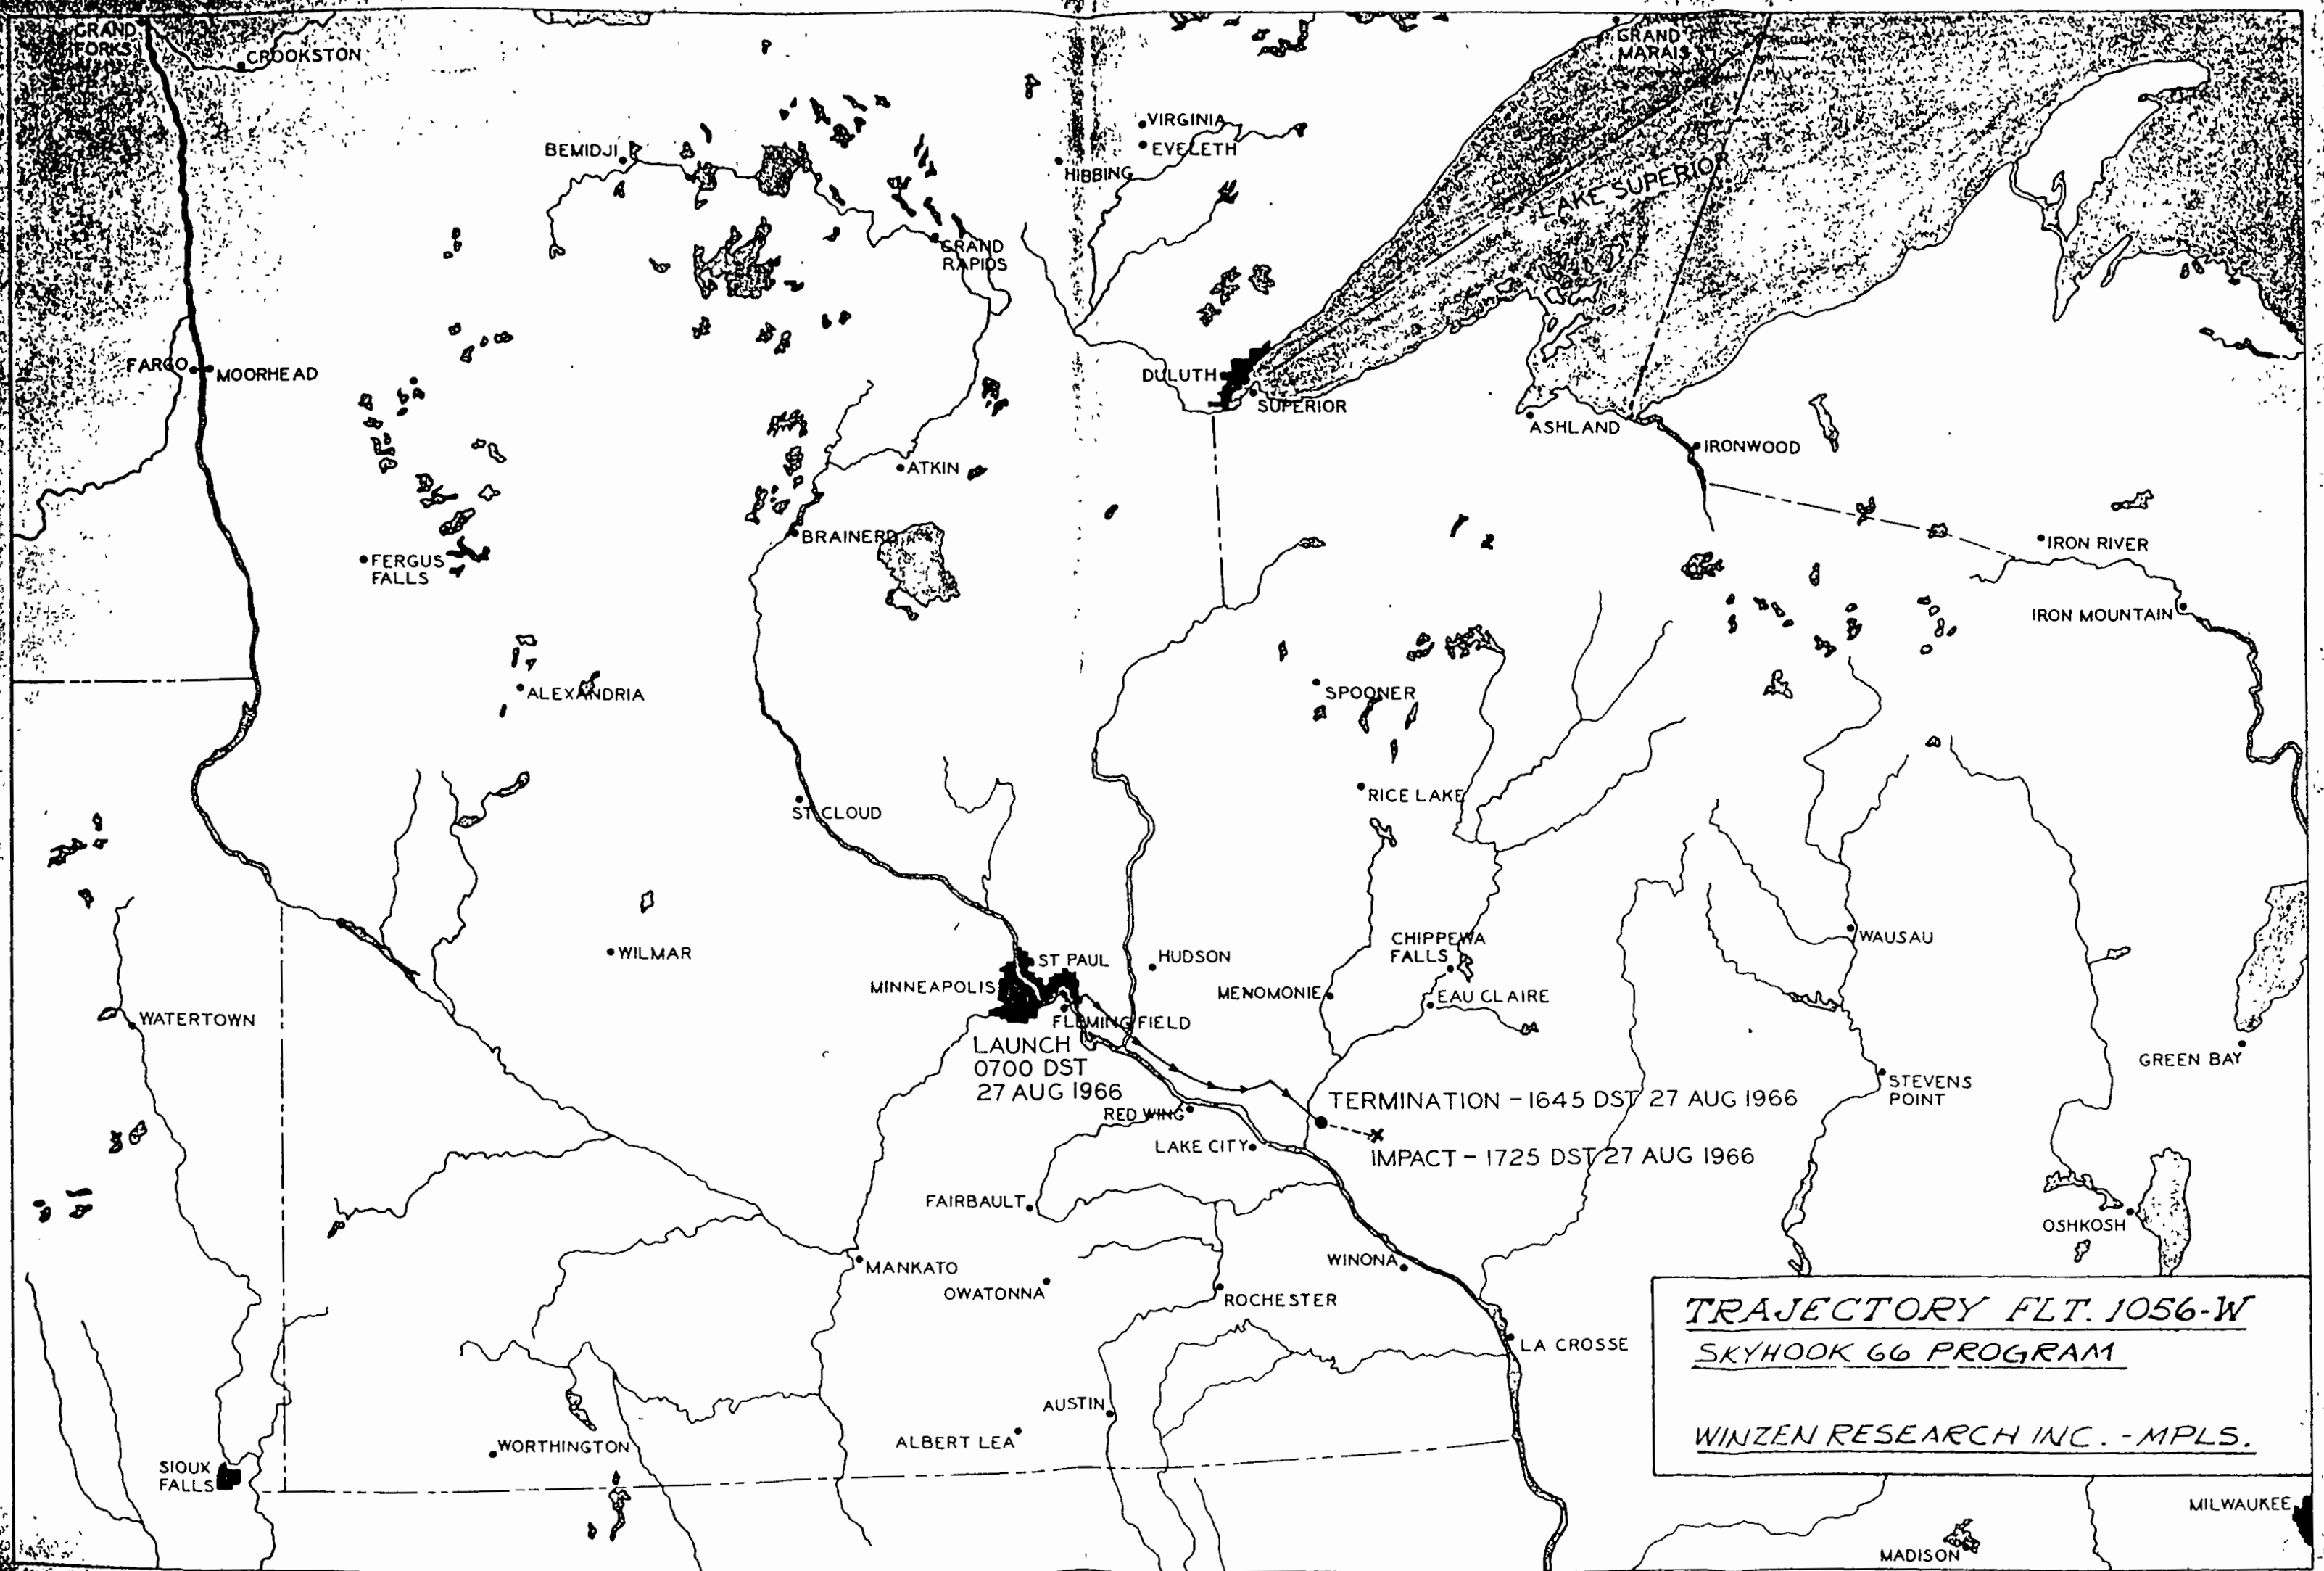 GRAND
FORKS
CROOKSTON
GRAND
MARAIS
VIRGINIA
EVELETH
BEMIDJI
HIBBING
LAKE SUPERIOR
GRAND
RAPIDS
FARGO
MOORHEAD
DULUTH
SUPERIOR
ASHLAND
IRONWOOD
ATKIN
BRAINERD
IRON RIVER
FERGUS
FALLS
IRON MOUNTAIN
ALEXANDRIA
SPOONER
RICE LAKE
ST. CLOUD
WILMAR
ST PAUL
HUDSON
CHIPPEWA
FALLS
WAUSAU
MINNEAPOLIS
MENOMONIE
EAU CLAIRE
WATERTOWN
FLEMING FIELD
LAUNCH
0700 DST
27 AUG 1966
GREEN BAY
STEVENS
POINT
TERMINATION - 1645 DST 27 AUG 1966
RED WING
LAKE CITY
IMPACT - 1725 DST 27 AUG 1966
FAIRBAULT
OSHKOSH
MANKATO
WINONA
OWATONNA
ROCHESTER
LA CROSSE
TRAJECTORY FLT. 1056-W
SKYHOOK 66 PROGRAM
WINZEN RESEARCH INC. - MPLS.
AUSTIN
ALBERT LEA
WORTHINGTON
SIOUX
FALLS
MILWAUKEE
MADISON